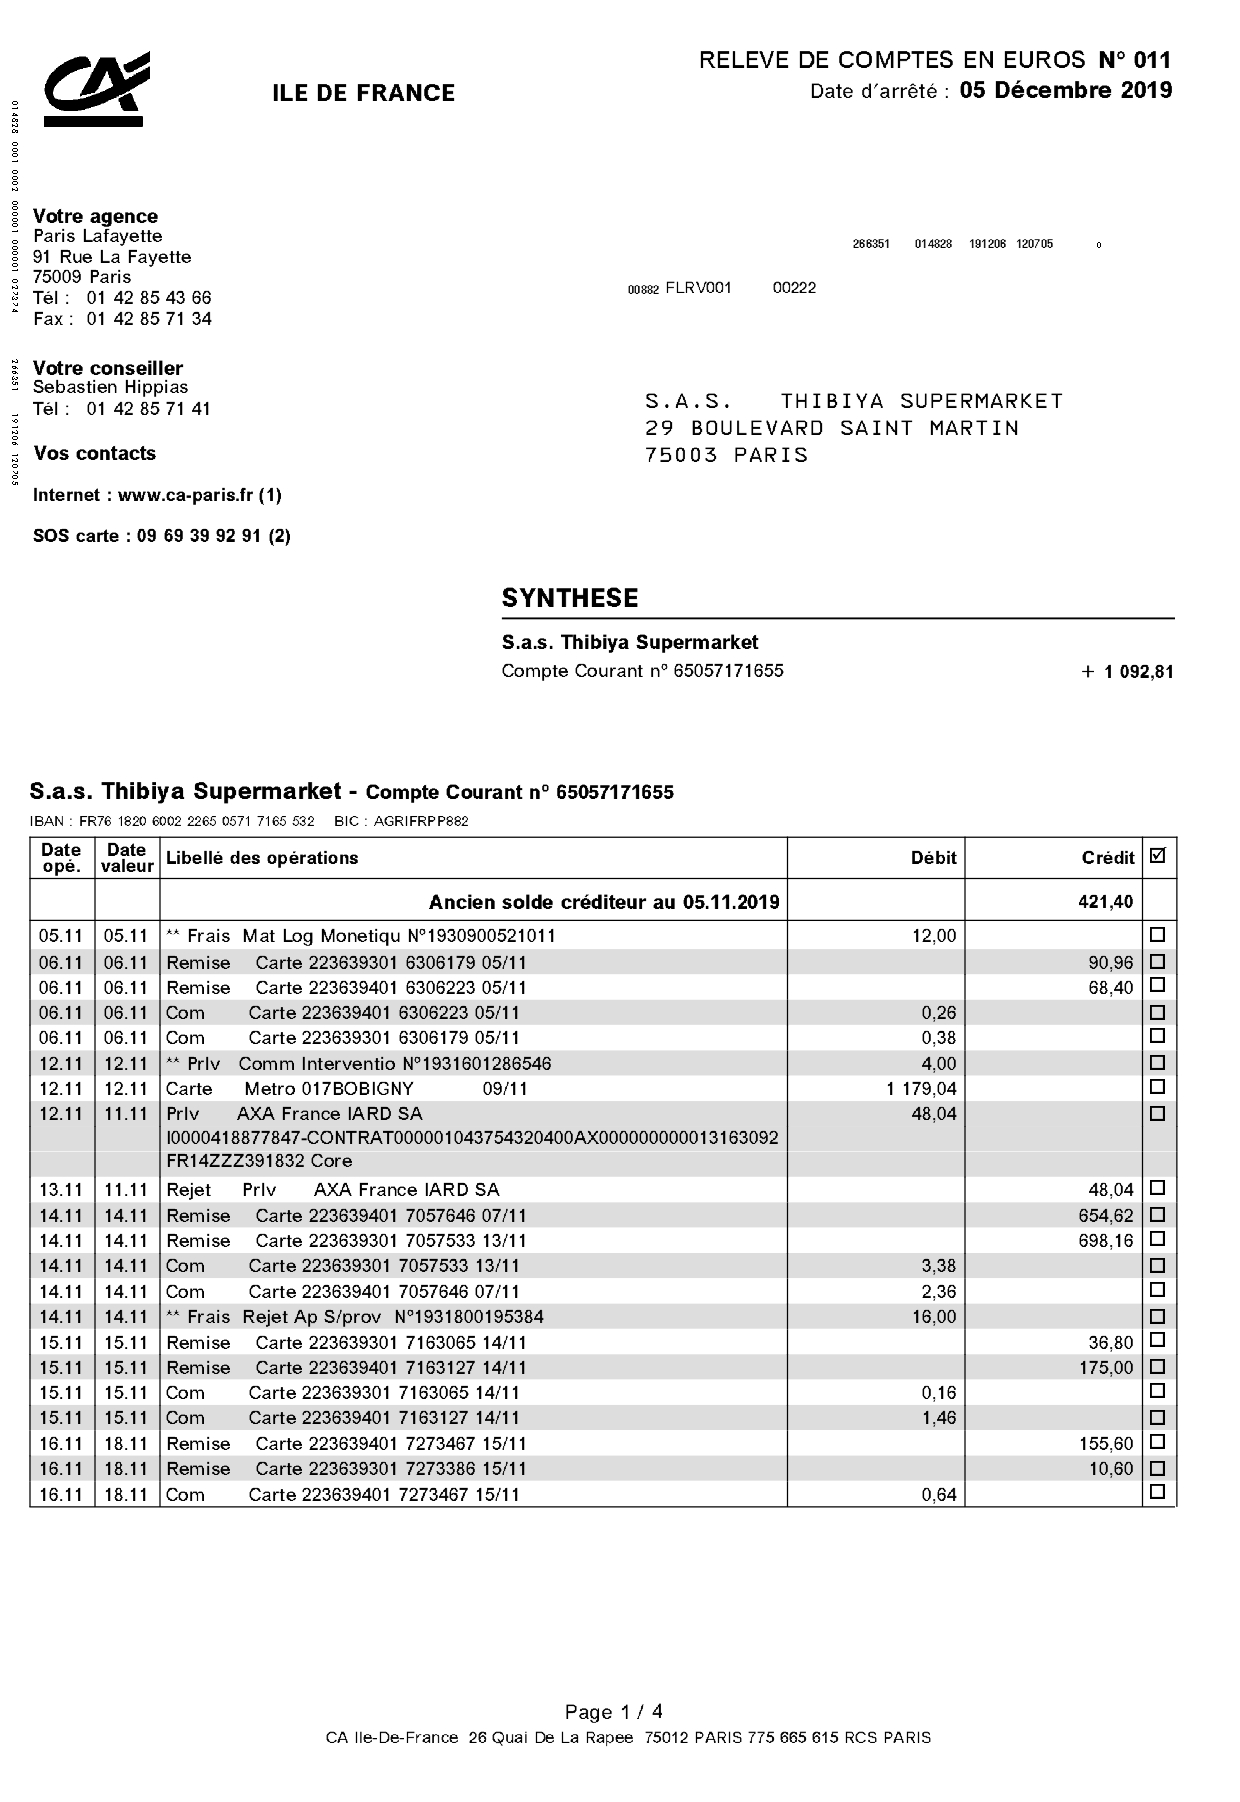 CA
ILE DE FRANCE
RELEVE DE COMPTES EN EUROS N° 011
Date d'arrêté : 05 Décembre 2019
014828 0001 0002 000001 000001 027274
266351 191206 120705
Votre agence
Paris Lafayette
91 Rue La Fayette
75009 Paris
Tél : 01 42 85 43 66
Fax : 01 42 85 71 34
266351 014828 191206 120705 0
00882 FLRV001 00222
Votre conseiller
Sebastien Hippias
Tél : 01 42 85 71 41
S.A.S. THIBIYA SUPERMARKET
29 BOULEVARD SAINT MARTIN
75003 PARIS
Vos contacts
Internet : www.ca-paris.fr (1)
SOS carte : 09 69 39 92 91 (2)
SYNTHESE
S.a.s. Thibiya Supermarket
Compte Courant n° 65057171655 + 1 092,81
S.a.s. Thibiya Supermarket - Compte Courant n° 65057171655
IBAN : FR76 1820 6002 2265 0571 7165 532 BIC : AGRIFRPP882
Date opé. Date valeur Libellé des opérations Débit Crédit
Ancien solde créditeur au 05.11.2019 421,40
05.11 05.11 ** Frais Mat Log Monetiqu N°1930900521011 12,00
06.11 06.11 Remise Carte 223639301 6306179 05/11 90,96
06.11 06.11 Remise Carte 223639401 6306223 05/11 68,40
06.11 06.11 Com Carte 223639401 6306223 05/11 0,26
06.11 06.11 Com Carte 223639301 6306179 05/11 0,38
12.11 12.11 ** Prlv Comm Interventio N°1931601286546 4,00
12.11 12.11 Carte Metro 017BOBIGNY 09/11 1 179,04
12.11 11.11 Prlv AXA France IARD SA 48,04
I0000418877847-CONTRAT000001043754320400AX000000000013163092
FR14ZZZ391832 Core
13.11 11.11 Rejet Prlv AXA France IARD SA 48,04
14.11 14.11 Remise Carte 223639401 7057646 07/11 654,62
14.11 14.11 Remise Carte 223639301 7057533 13/11 698,16
14.11 14.11 Com Carte 223639301 7057533 13/11 3,38
14.11 14.11 Com Carte 223639401 7057646 07/11 2,36
14.11 14.11 ** Frais Rejet Ap S/prov N°1931800195384 16,00
15.11 15.11 Remise Carte 223639301 7163065 14/11 36,80
15.11 15.11 Remise Carte 223639401 7163127 14/11 175,00
15.11 15.11 Com Carte 223639301 7163065 14/11 0,16
15.11 15.11 Com Carte 223639401 7163127 14/11 1,46
16.11 18.11 Remise Carte 223639401 7273467 15/11 155,60
16.11 18.11 Remise Carte 223639301 7273386 15/11 10,60
16.11 18.11 Com Carte 223639401 7273467 15/11 0,64
Page 1 / 4
CA Ile-De-France 26 Quai De La Rapee 75012 PARIS 775 665 615 RCS PARIS